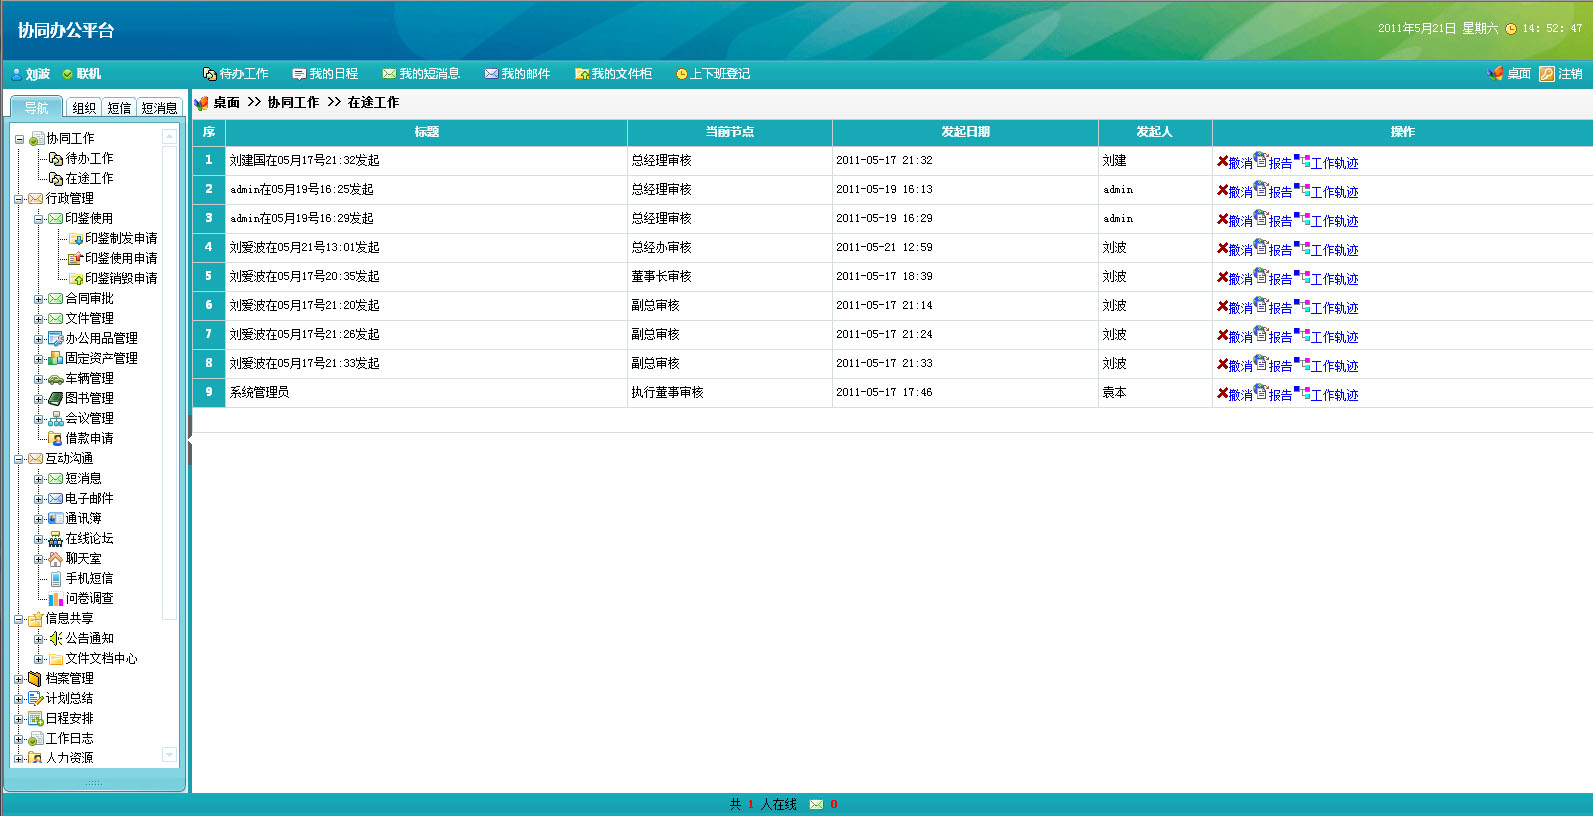 协同办公平台
2011年5月21日 星期六 14: 52: 47
刘波 联机 待办工作 我的日程 我的短消息 我的邮件 我的文件柜 上下班登记 桌面 注销
导航 组织 短信 短消息
桌面 >> 协同工作 >> 在途工作
协同工作
待办工作
在途工作
行政管理
印鉴使用
印鉴制发申请
印鉴使用申请
印鉴销毁申请
合同审批
文件管理
办公用品管理
固定资产管理
车辆管理
图书管理
会议管理
借款申请
互动沟通
短消息
电子邮件
通讯簿
在线论坛
聊天室
手机短信
问卷调查
信息共享
公告通知
文件文档中心
档案管理
计划总结
日程安排
工作日志
人力资源
序 标题 当前节点 发起日期 发起人 操作
1 刘建国在05月17号21:32发起 总经理审核 2011-05-17 21:32 刘建 撤消 报告 工作轨迹
2 admin在05月19号16:25发起 总经理审核 2011-05-19 16:13 admin 撤消 报告 工作轨迹
3 admin在05月19号16:29发起 总经理审核 2011-05-19 16:29 admin 撤消 报告 工作轨迹
4 刘爱波在05月21号13:01发起 总经办审核 2011-05-21 12:59 刘波 撤消 报告 工作轨迹
5 刘爱波在05月17号20:35发起 董事长审核 2011-05-17 18:39 刘波 撤消 报告 工作轨迹
6 刘爱波在05月17号21:20发起 副总审核 2011-05-17 21:14 刘波 撤消 报告 工作轨迹
7 刘爱波在05月17号21:26发起 副总审核 2011-05-17 21:24 刘波 撤消 报告 工作轨迹
8 刘爱波在05月17号21:33发起 副总审核 2011-05-17 21:33 刘波 撤消 报告 工作轨迹
9 系统管理员 执行董事审核 2011-05-17 17:46 袁本 撤消 报告 工作轨迹
共 1 人在线 0